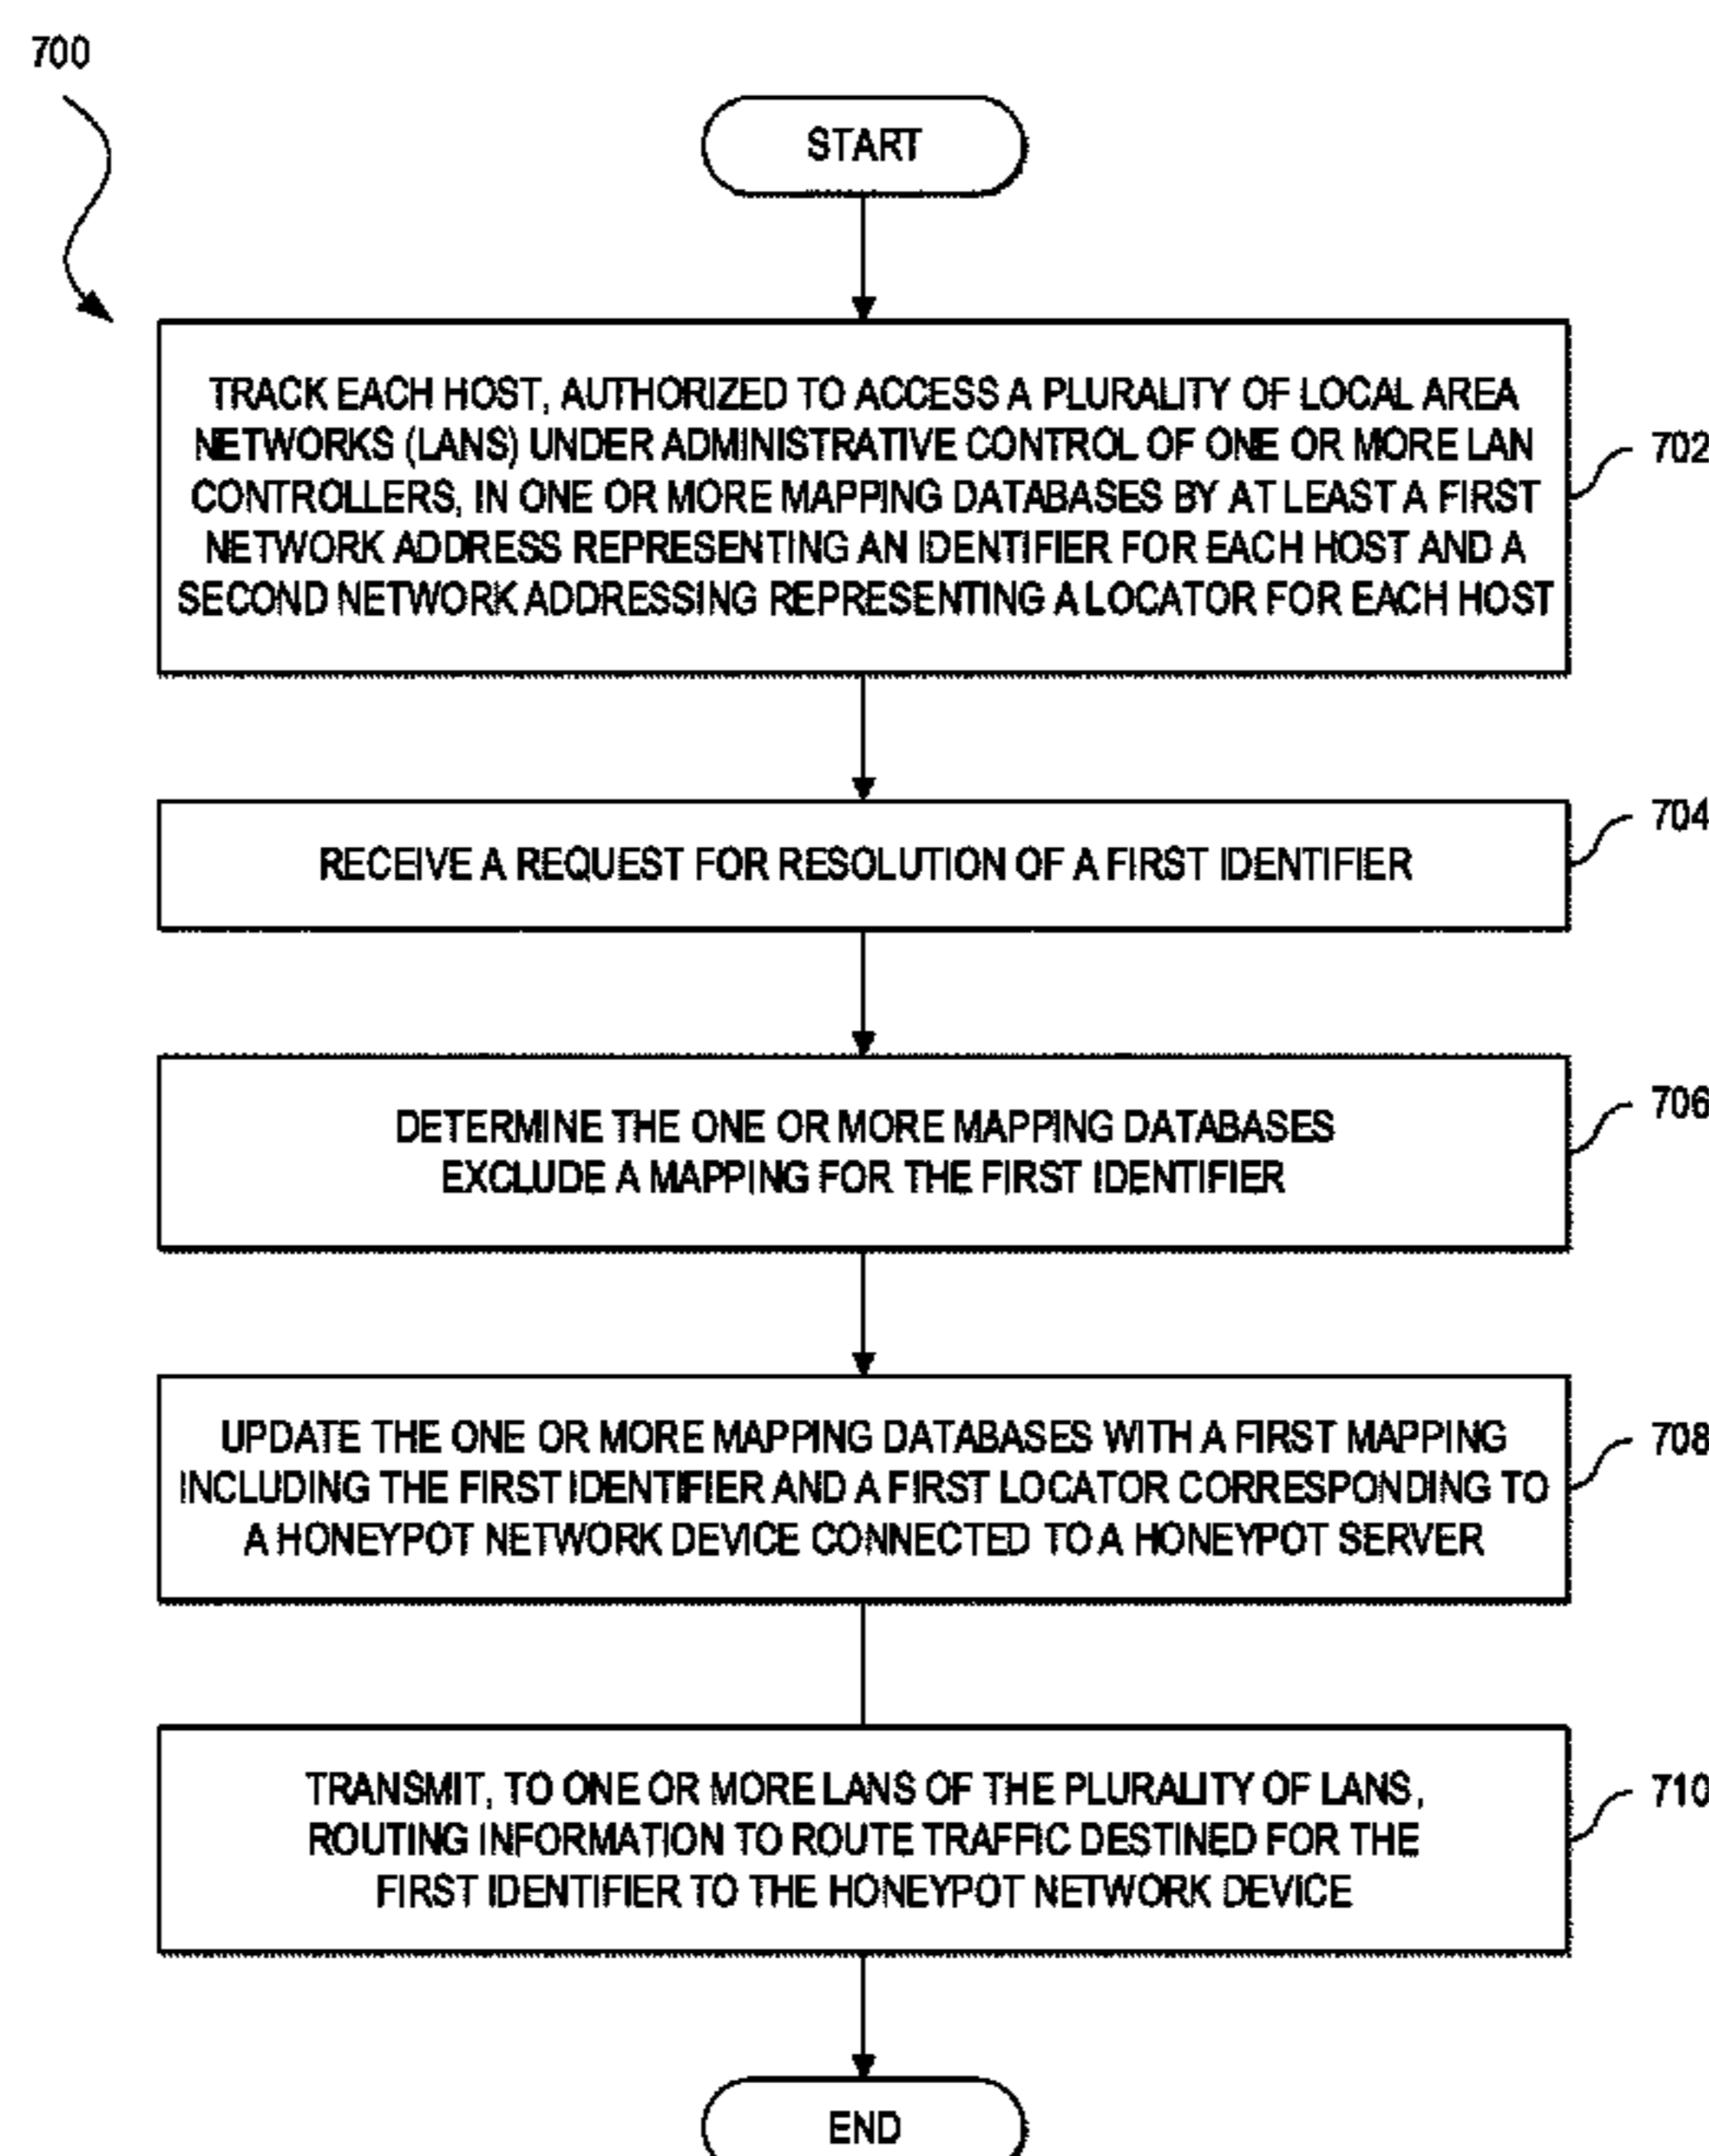 700
START
TRACK EACH HOST, AUTHORIZED TO ACCESS A PLURALITY OF LOCAL AREA
NETWORKS (LANS) UNDER ADMINISTRATIVE CONTROL OF ONE OR MORE LAN
CONTROLLERS, IN ONE OR MORE MAPPING DATABASES BY AT LEAST A FIRST
NETWORK ADDRESS REPRESENTING AN IDENTIFIER FOR EACH HOST AND A
SECOND NETWORK ADDRESSING REPRESENTING A LOCATOR FOR EACH HOST
702
RECEIVE A REQUEST FOR RESOLUTION OF A FIRST IDENTIFIER
704
DETERMINE THE ONE OR MORE MAPPING DATABASES
EXCLUDE A MAPPING FOR THE FIRST IDENTIFIER
706
UPDATE THE ONE OR MORE MAPPING DATABASES WITH A FIRST MAPPING
INCLUDING THE FIRST IDENTIFIER AND A FIRST LOCATOR CORRESPONDING TO
A HONEYPOT NETWORK DEVICE CONNECTED TO A HONEYPOT SERVER
708
TRANSMIT, TO ONE OR MORE LANS OF THE PLURALITY OF LANS,
ROUTING INFORMATION TO ROUTE TRAFFIC DESTINED FOR THE
FIRST IDENTIFIER TO THE HONEYPOT NETWORK DEVICE
710
END